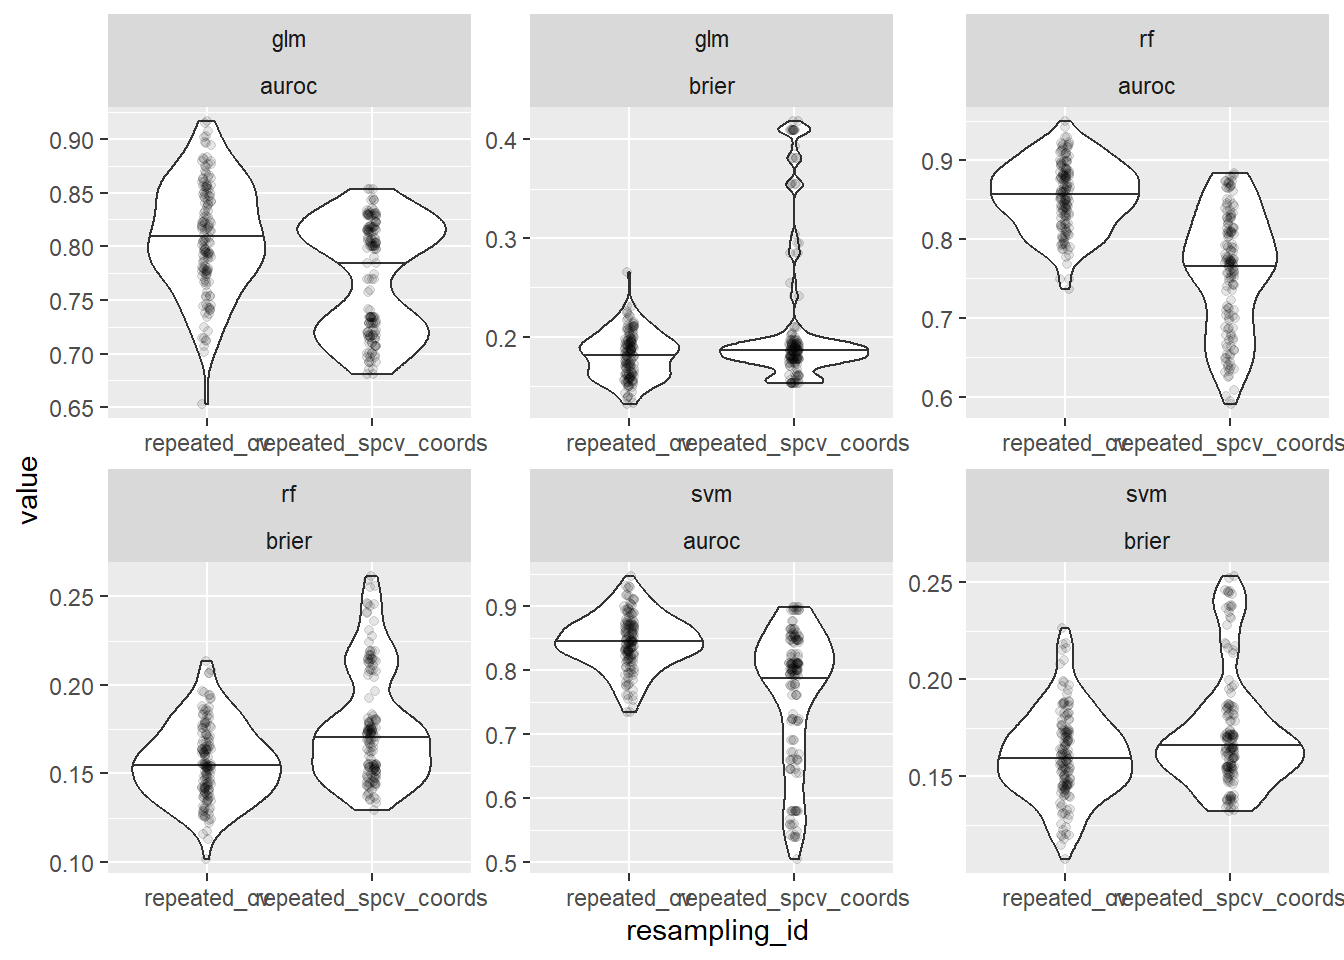 glm
auroc
0.90
0.85
0.80
0.75
0.70
0.65
repeated_cv
repeated_spcv_coords
glm
brier
0.4
0.3
0.2
repeated_cv
repeated_spcv_coords
rf
auroc
0.9
0.8
0.7
0.6
repeated_cv
repeated_spcv_coords
value
rf
brier
0.25
0.20
0.15
0.10
repeated_cv
repeated_spcv_coords
svm
auroc
0.9
0.8
0.7
0.6
0.5
repeated_cv
repeated_spcv_coords
svm
brier
0.25
0.20
0.15
repeated_cv
repeated_spcv_coords
resampling_id